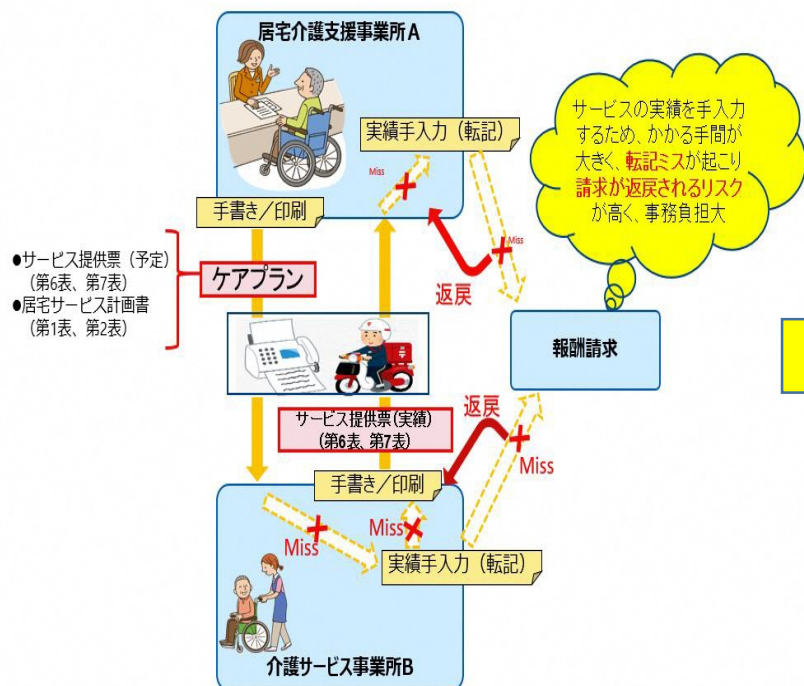 居宅介護支援事業所A
実績手入力（転記）
Miss
Miss
手書き／印刷
サービスの実績を手入力
するため、かかる手間が
大きく、転記ミスが起こり
請求が返戻されるリスク
が高く、事務負担大
●サービス提供票（予定）
（第6表、第7表）
●居宅サービス計画書
（第1表、第2表）
ケアプラン
返戻
報酬請求
サービス提供票(実績)
（第6表、第7表）
返戻
Miss
手書き／印刷
Miss
Miss
実績手入力（転記）
介護サービス事業所B